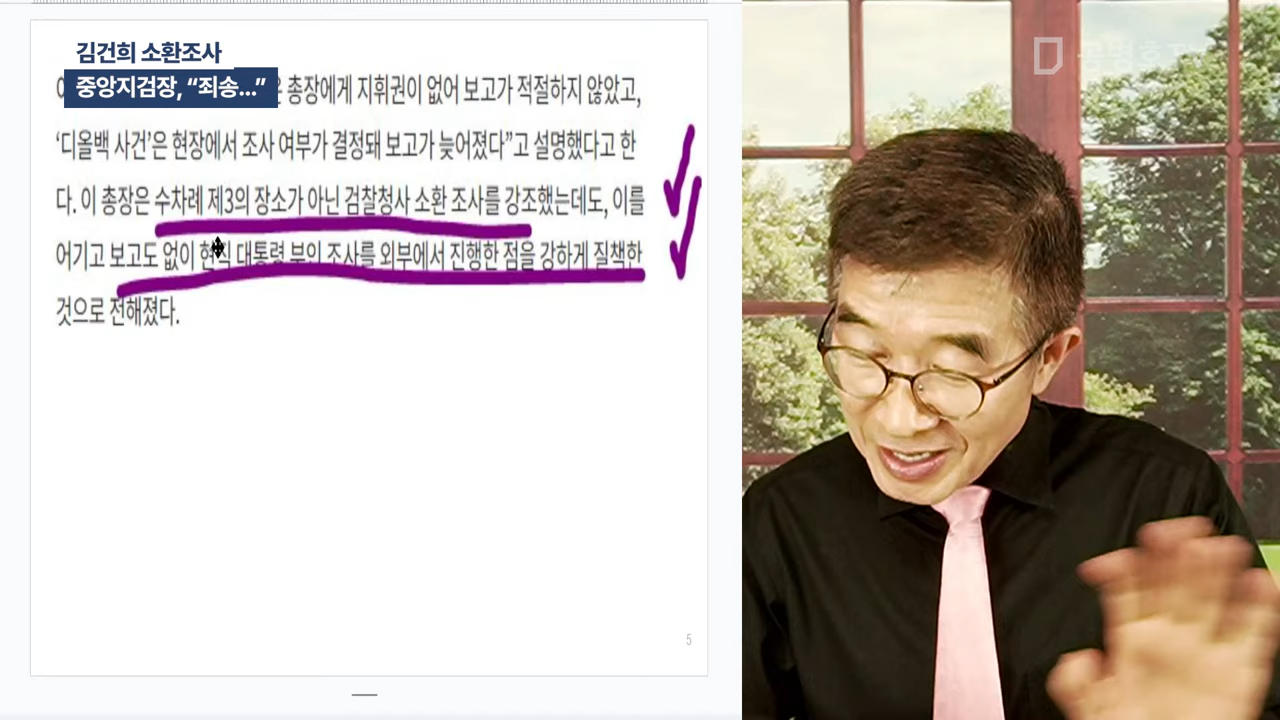 김건희 소환조사
중앙지검장, “죄송...”
총장에게 지휘권이 없어 보고가 적절하지 않았고,
‘디올백 사건’은 현장에서 조사 여부가 결정돼 보고가 늦어졌다”고 설명했다고 한
다. 이 총장은 수차례 제3의 장소가 아닌 검찰청사 소환 조사를 강조했는데도, 이를
어기고 보고도 없이 현직 대통령 부인 조사를 외부에서 진행한 점을 강하게 질책한
것으로 전해졌다.
5